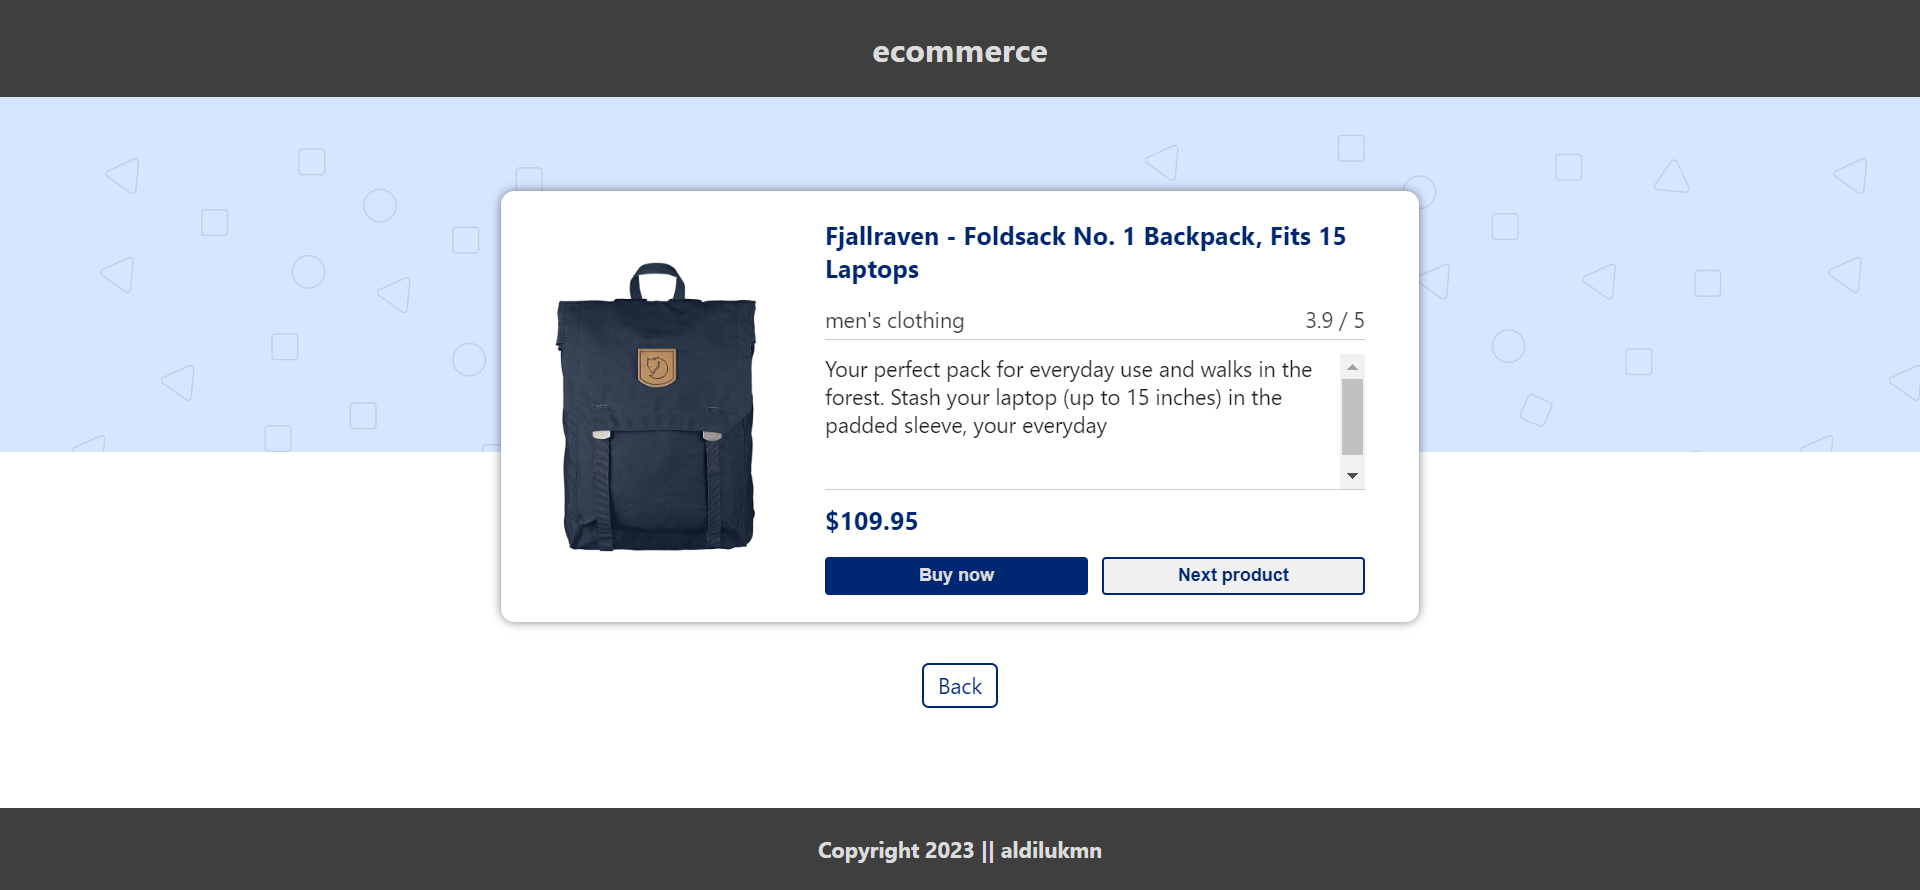 ecommerce
Fjallraven - Foldsack No. 1 Backpack, Fits 15
Laptops
men's clothing
3.9 / 5
Your perfect pack for everyday use and walks in the
forest. Stash your laptop (up to 15 inches) in the
padded sleeve, your everyday
$109.95
Buy now
Next product
Back
Copyright 2023 || aldilukmn